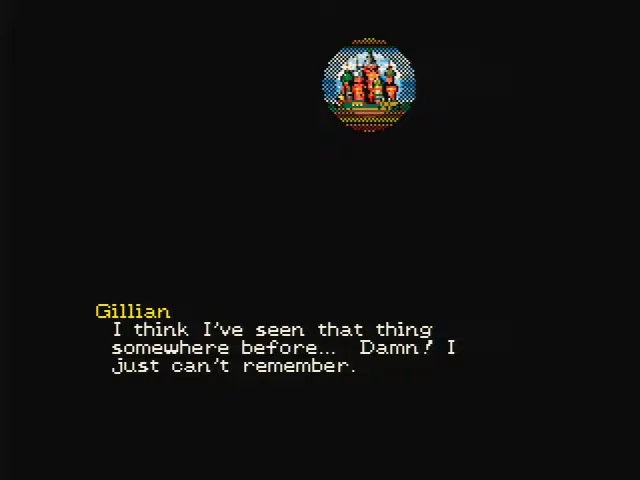 Gillian
I think I've seen that thing
somewhere before... Damn! I
just can't remember.